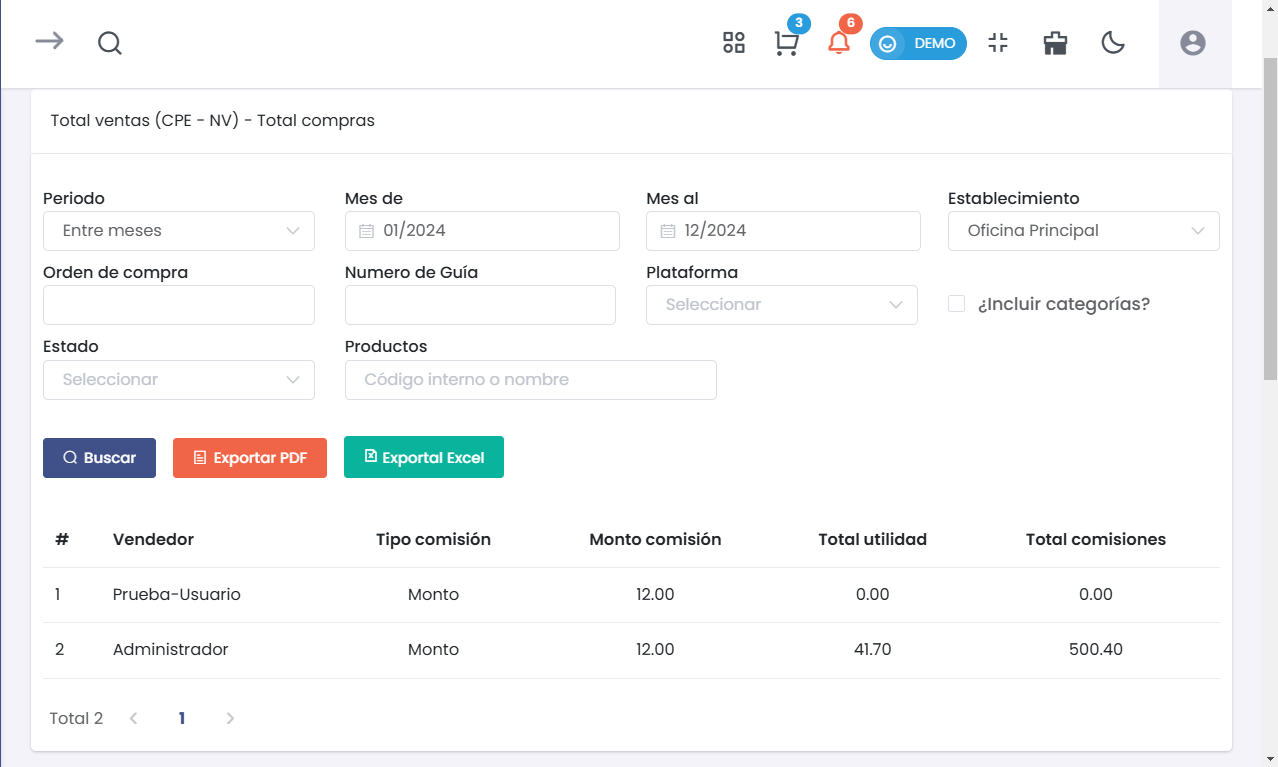 3
6
DEMO
Total ventas (CPE - NV) - Total compras
Periodo Mes de Mes al Establecimiento
Entre meses 01/2024 12/2024 Oficina Principal
Orden de compra Numero de Guía Plataforma
Seleccionar ¿Incluir categorías?
Estado Productos
Seleccionar Código interno o nombre
Buscar Exportar PDF Exportal Excel
# Vendedor Tipo comisión Monto comisión Total utilidad Total comisiones
1 Prueba-Usuario Monto 12.00 0.00 0.00
2 Administrador Monto 12.00 41.70 500.40
Total 2 1